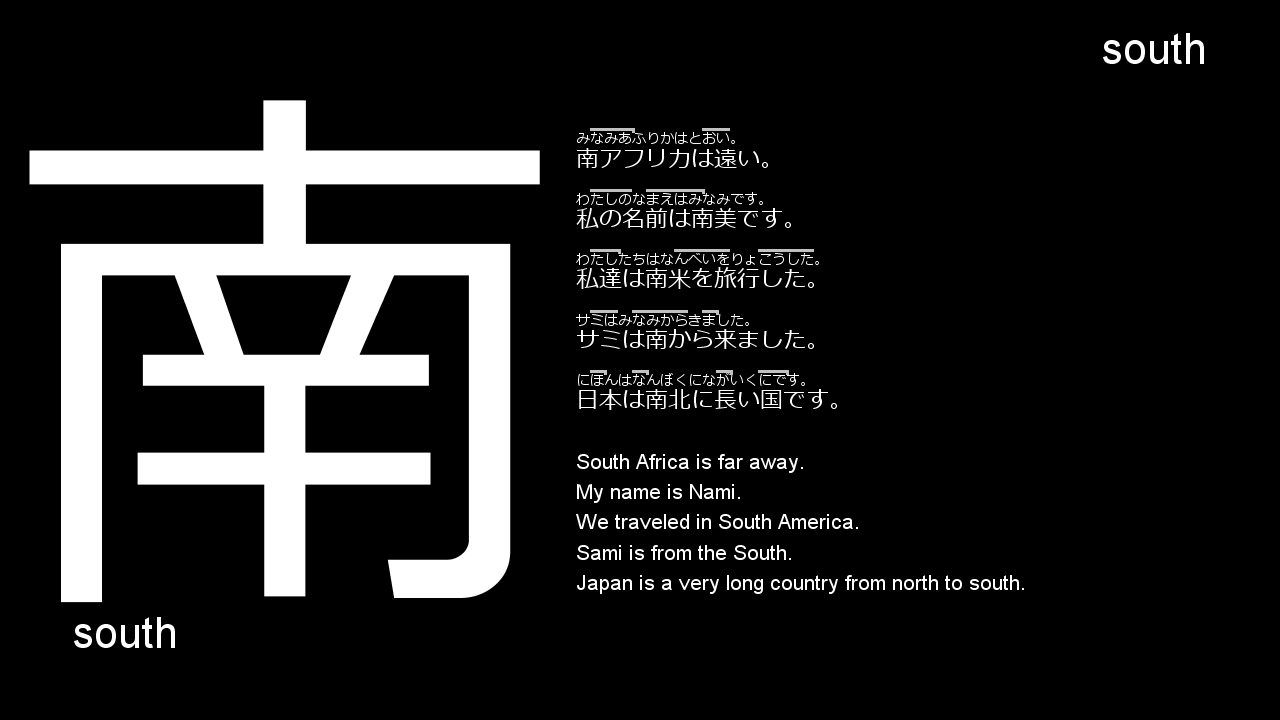 south
南
south
みなみあふりかはとおい。
南アフリカは遠い。
わたしのなまえはみなみです。
私の名前は南美です。
わたしたちはなんべいをりょこうした。
私達は南米を旅行した。
サミはみなみからきました。
サミは南から来ました。
にほんはなんぼくにながいくにです。
日本は南北に長い国です。
South Africa is far away.
My name is Nami.
We traveled in South America.
Sami is from the South.
Japan is a very long country from north to south.